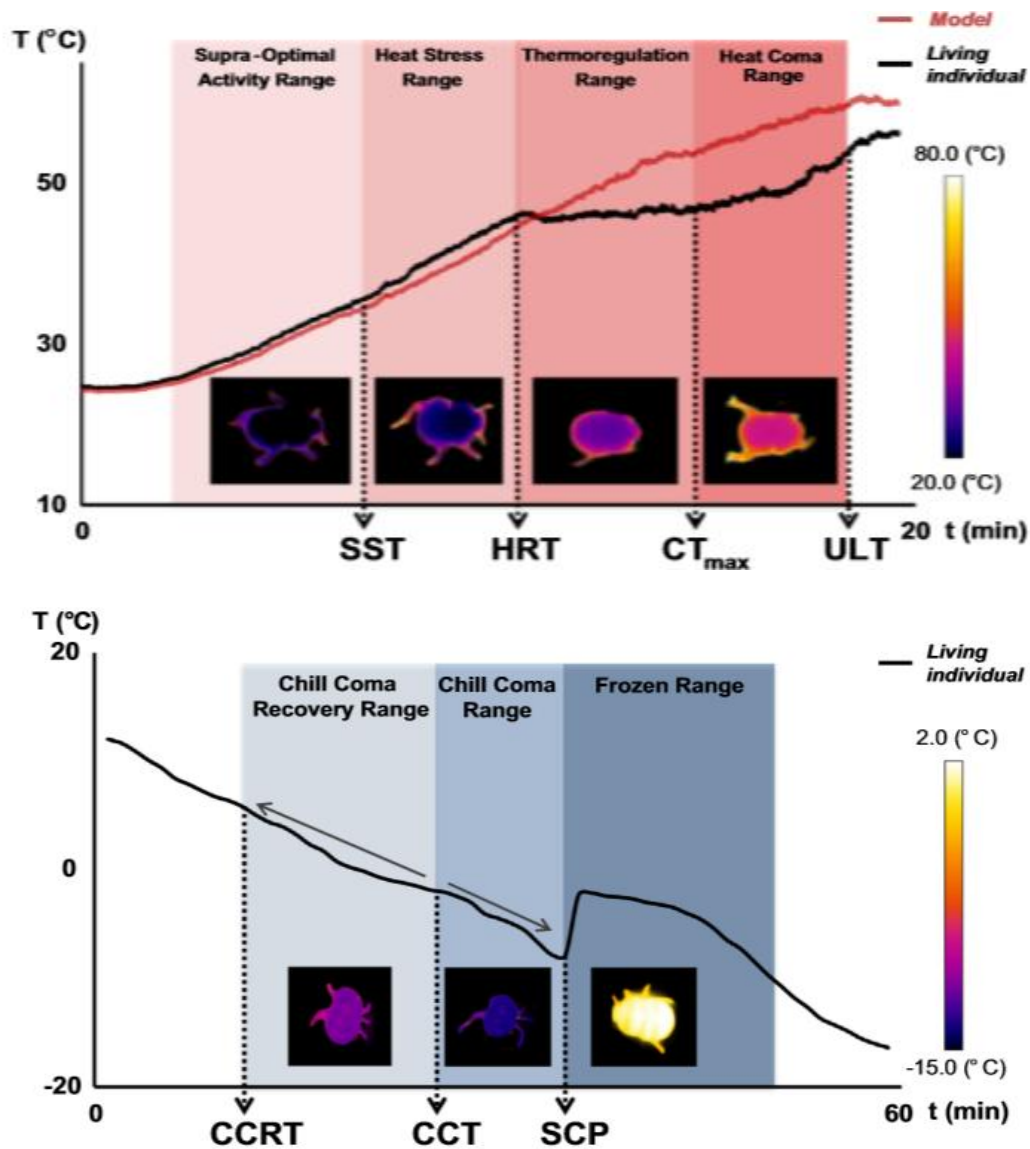 T (°C)
Model
Living
individual
Supra-Optimal
Activity Range
Heat Stress
Range
Thermoregulation
Range
Heat Coma
Range
50
30
10
80.0 (°C)
20.0 (°C)
0
20 t (min)
SST
HRT
CTmax
ULT
T (°C)
20
Living
individual
Chill Coma
Recovery Range
Chill Coma
Range
Frozen Range
2.0 (°C)
0
-15.0 (°C)
-20
0
60 t (min)
CCRT
CCT
SCP